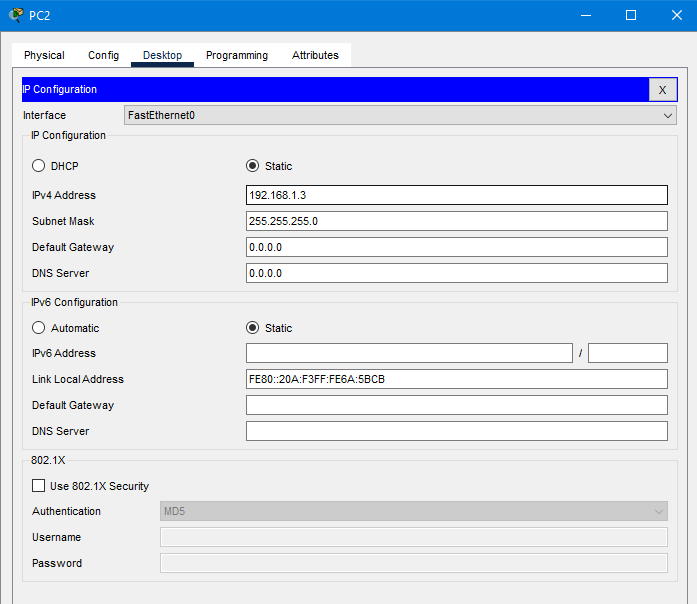 PC2
Physical Config Desktop Programming Attributes
IP Configuration X
Interface FastEthernet0
IP Configuration
DHCP Static
IPv4 Address 192.168.1.3
Subnet Mask 255.255.255.0
Default Gateway 0.0.0.0
DNS Server 0.0.0.0
IPv6 Configuration
Automatic Static
IPv6 Address /
Link Local Address FE80::20A:F3FF:FE6A:5BCB
Default Gateway
DNS Server
802.1X
Use 802.1X Security
Authentication MD5
Username
Password